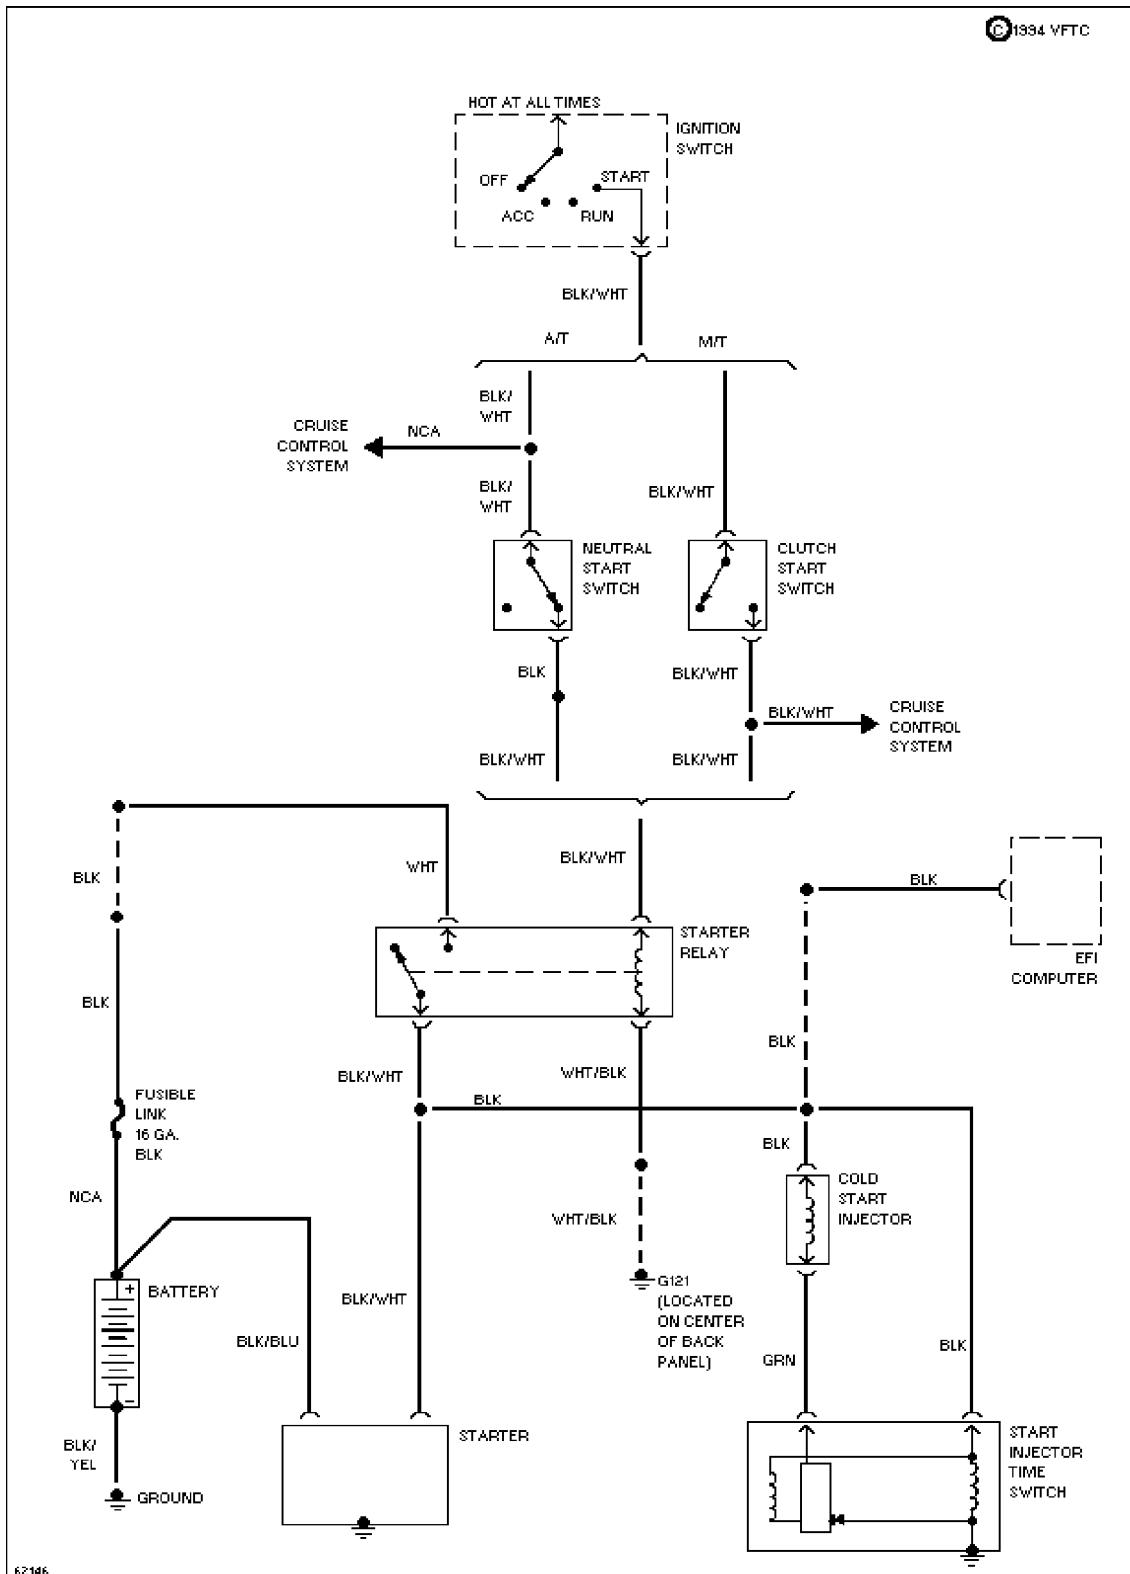 © 1994 VFTC
HOT AT ALL TIMES
IGNITION
SWITCH
OFF
START
ACC
RUN
BLK/WHT
A/T
M/T
BLK/
WHT
CRUISE
CONTROL
SYSTEM
NCA
BLK/
WHT
BLK/WHT
NEUTRAL
START
SWITCH
CLUTCH
START
SWITCH
BLK
BLK/WHT
BLK/WHT
CRUISE
CONTROL
SYSTEM
BLK/WHT
BLK/WHT
BLK
WHT
BLK/WHT
BLK
STARTER
RELAY
EFI
COMPUTER
BLK
BLK
BLK/WHT
WHT/BLK
FUSIBLE
LINK
16 GA.
BLK
BLK
BLK
NCA
COLD
START
INJECTOR
WHT/BLK
G121
(LOCATED
ON CENTER
OF BACK
PANEL)
BATTERY
+
-
BLK/WHT
BLK/BLU
GRN
BLK
BLK/
YEL
GROUND
STARTER
START
INJECTOR
TIME
SWITCH
62146